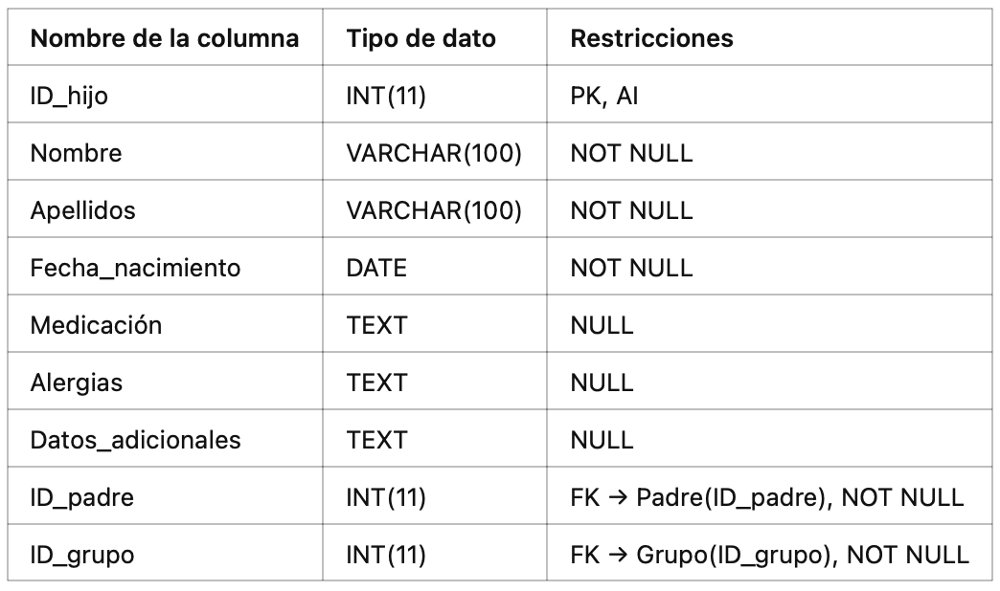 Nombre de la columna Tipo de dato Restricciones
ID_hijo INT(11) PK, AI
Nombre VARCHAR(100) NOT NULL
Apellidos VARCHAR(100) NOT NULL
Fecha_nacimiento DATE NOT NULL
Medicación TEXT NULL
Alergias TEXT NULL
Datos_adicionales TEXT NULL
ID_padre INT(11) FK → Padre(ID_padre), NOT NULL
ID_grupo INT(11) FK → Grupo(ID_grupo), NOT NULL